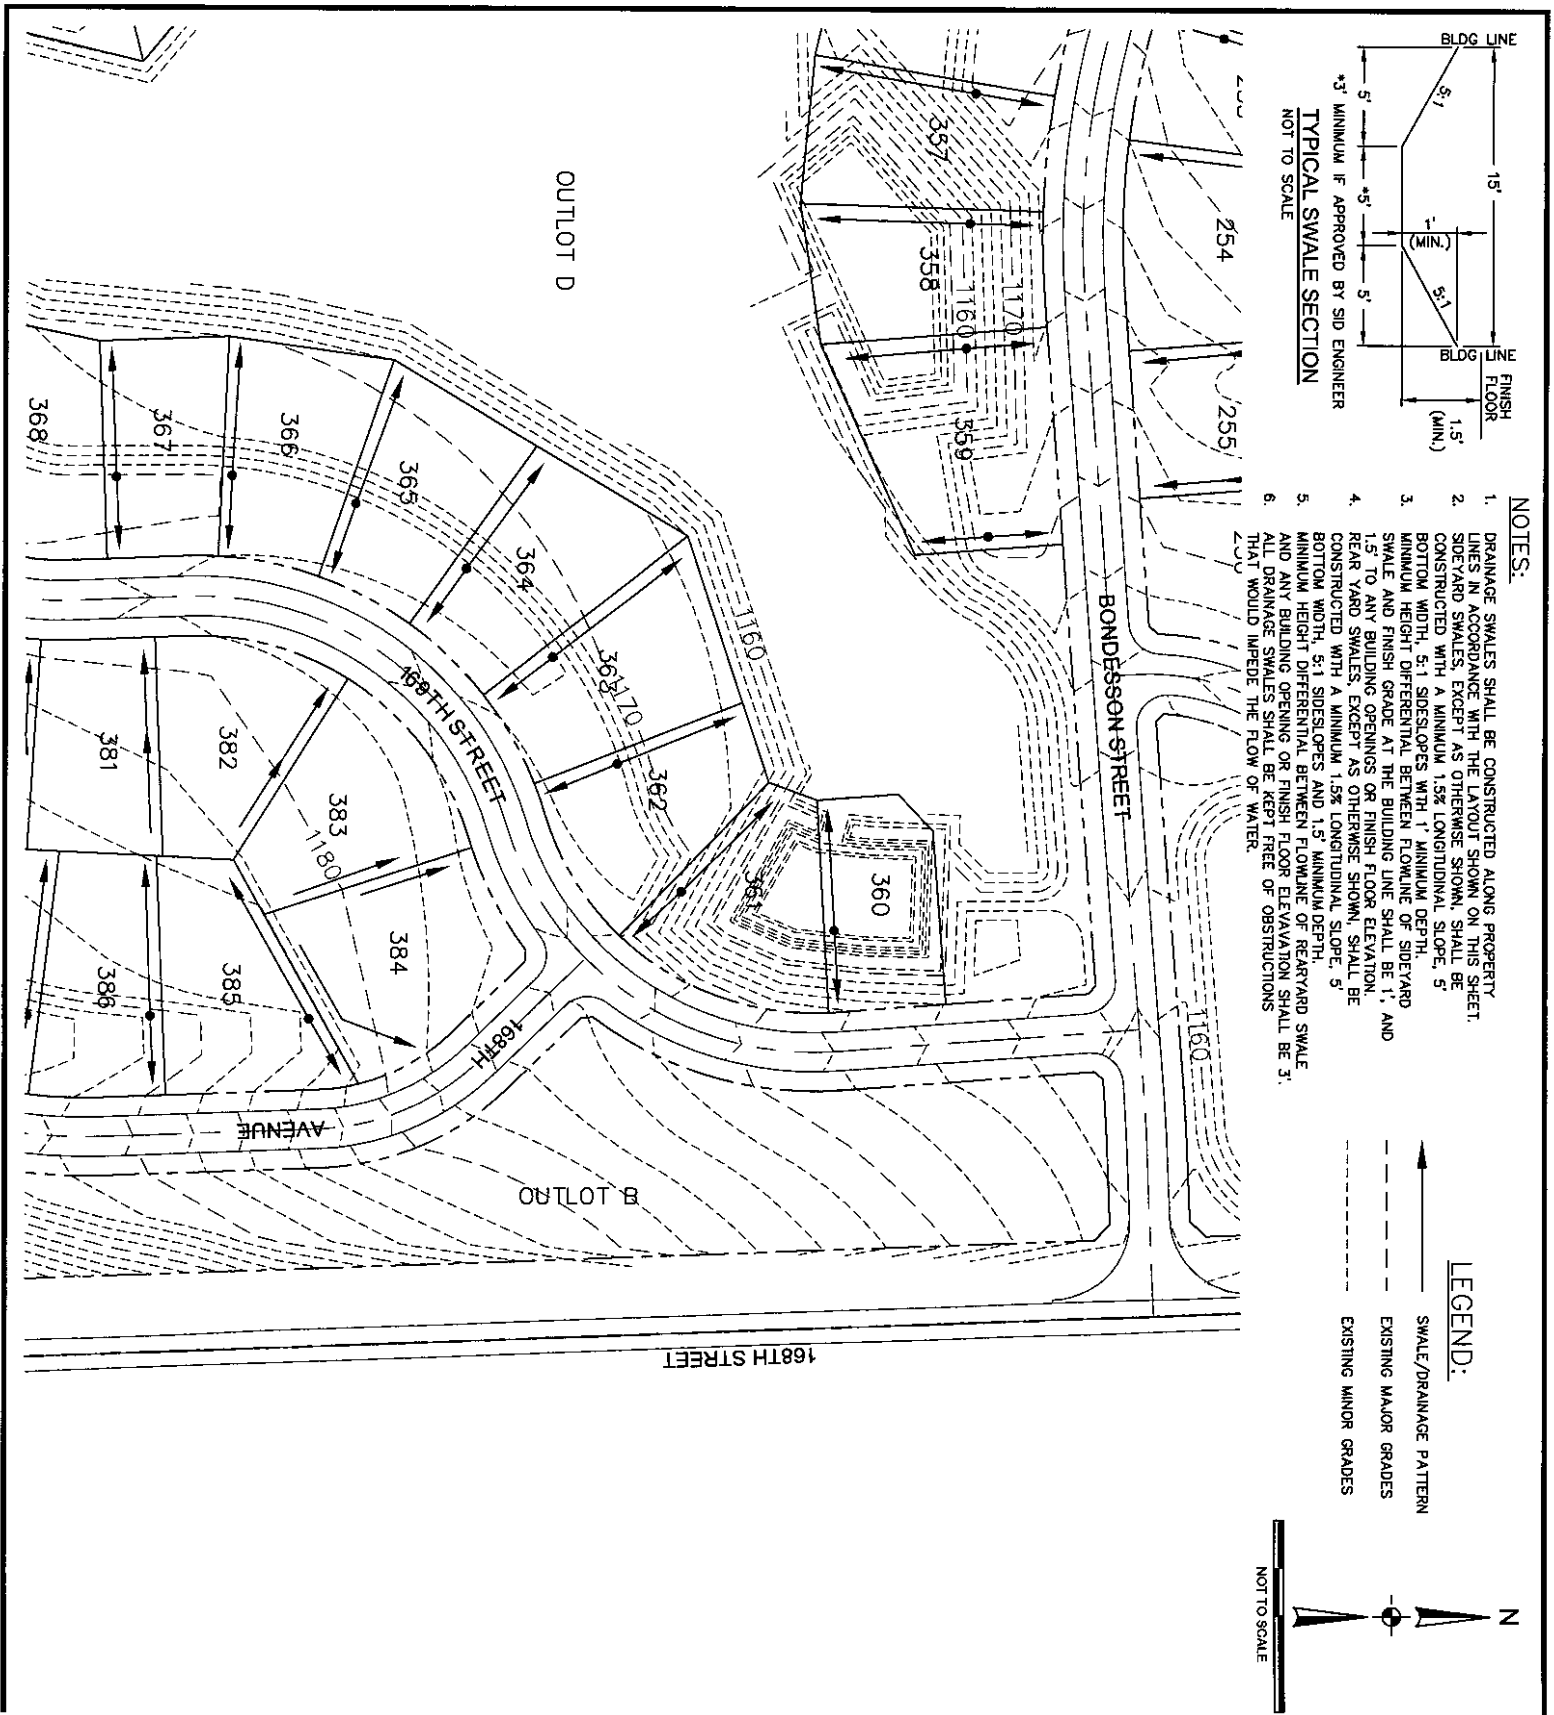 BLDG LINE
BLDG LINE
15'
5:1
5:1
1'
(MIN.)
5'
*5'
5'
FINISH
FLOOR
1.5'
(MIN.)
*3' MINIMUM IF APPROVED BY SID ENGINEER
TYPICAL SWALE SECTION
NOT TO SCALE
NOTES:
1. DRAINAGE SWALES SHALL BE CONSTRUCTED ALONG PROPERTY
LINES IN ACCORDANCE WITH THE LAYOUT SHOWN ON THIS SHEET.
2. SIDEYARD SWALES, EXCEPT AS OTHERWISE SHOWN, SHALL BE
CONSTRUCTED WITH A MINIMUM 1.5% LONGITUDINAL SLOPE, 5'
BOTTOM WIDTH, 5:1 SIDESLOPES WITH 1' MINIMUM DEPTH.
3. MINIMUM HEIGHT DIFFERENTIAL BETWEEN FLOWLINE OF SIDEYARD
SWALE AND FINISH GRADE AT THE BUILDING LINE SHALL BE 1', AND
1.5' TO ANY BUILDING OPENINGS OR FINISH FLOOR ELEVATION.
4. REAR YARD SWALES, EXCEPT AS OTHERWISE SHOWN, SHALL BE
CONSTRUCTED WITH A MINIMUM 1.5% LONGITUDINAL SLOPE, 5'
BOTTOM WIDTH, 5:1 SIDESLOPES AND 1.5' MINIMUM DEPTH.
5. MINIMUM HEIGHT DIFFERENTIAL BETWEEN FLOWLINE OF REARYARD SWALE
AND ANY BUILDING OPENING OR FINISH FLOOR ELEVAVATION SHALL BE 3'.
6. ALL DRAINAGE SWALES SHALL BE KEPT FREE OF OBSTRUCTIONS
THAT WOULD IMPEDE THE FLOW OF WATER.
LEGEND:
SWALE/DRAINAGE PATTERN
EXISTING MAJOR GRADES
EXISTING MINOR GRADES
N
NOT TO SCALE
254
255
1160
BONDESSON STREET
357
358
359
1170
1160
360
361
OUTLOT D
1160
362
363
1170
364
365
366
367
368
169TH STREET
381
382
383
1180
384
385
386
168TH
AVENUE
OUTLOT B
168TH STREET